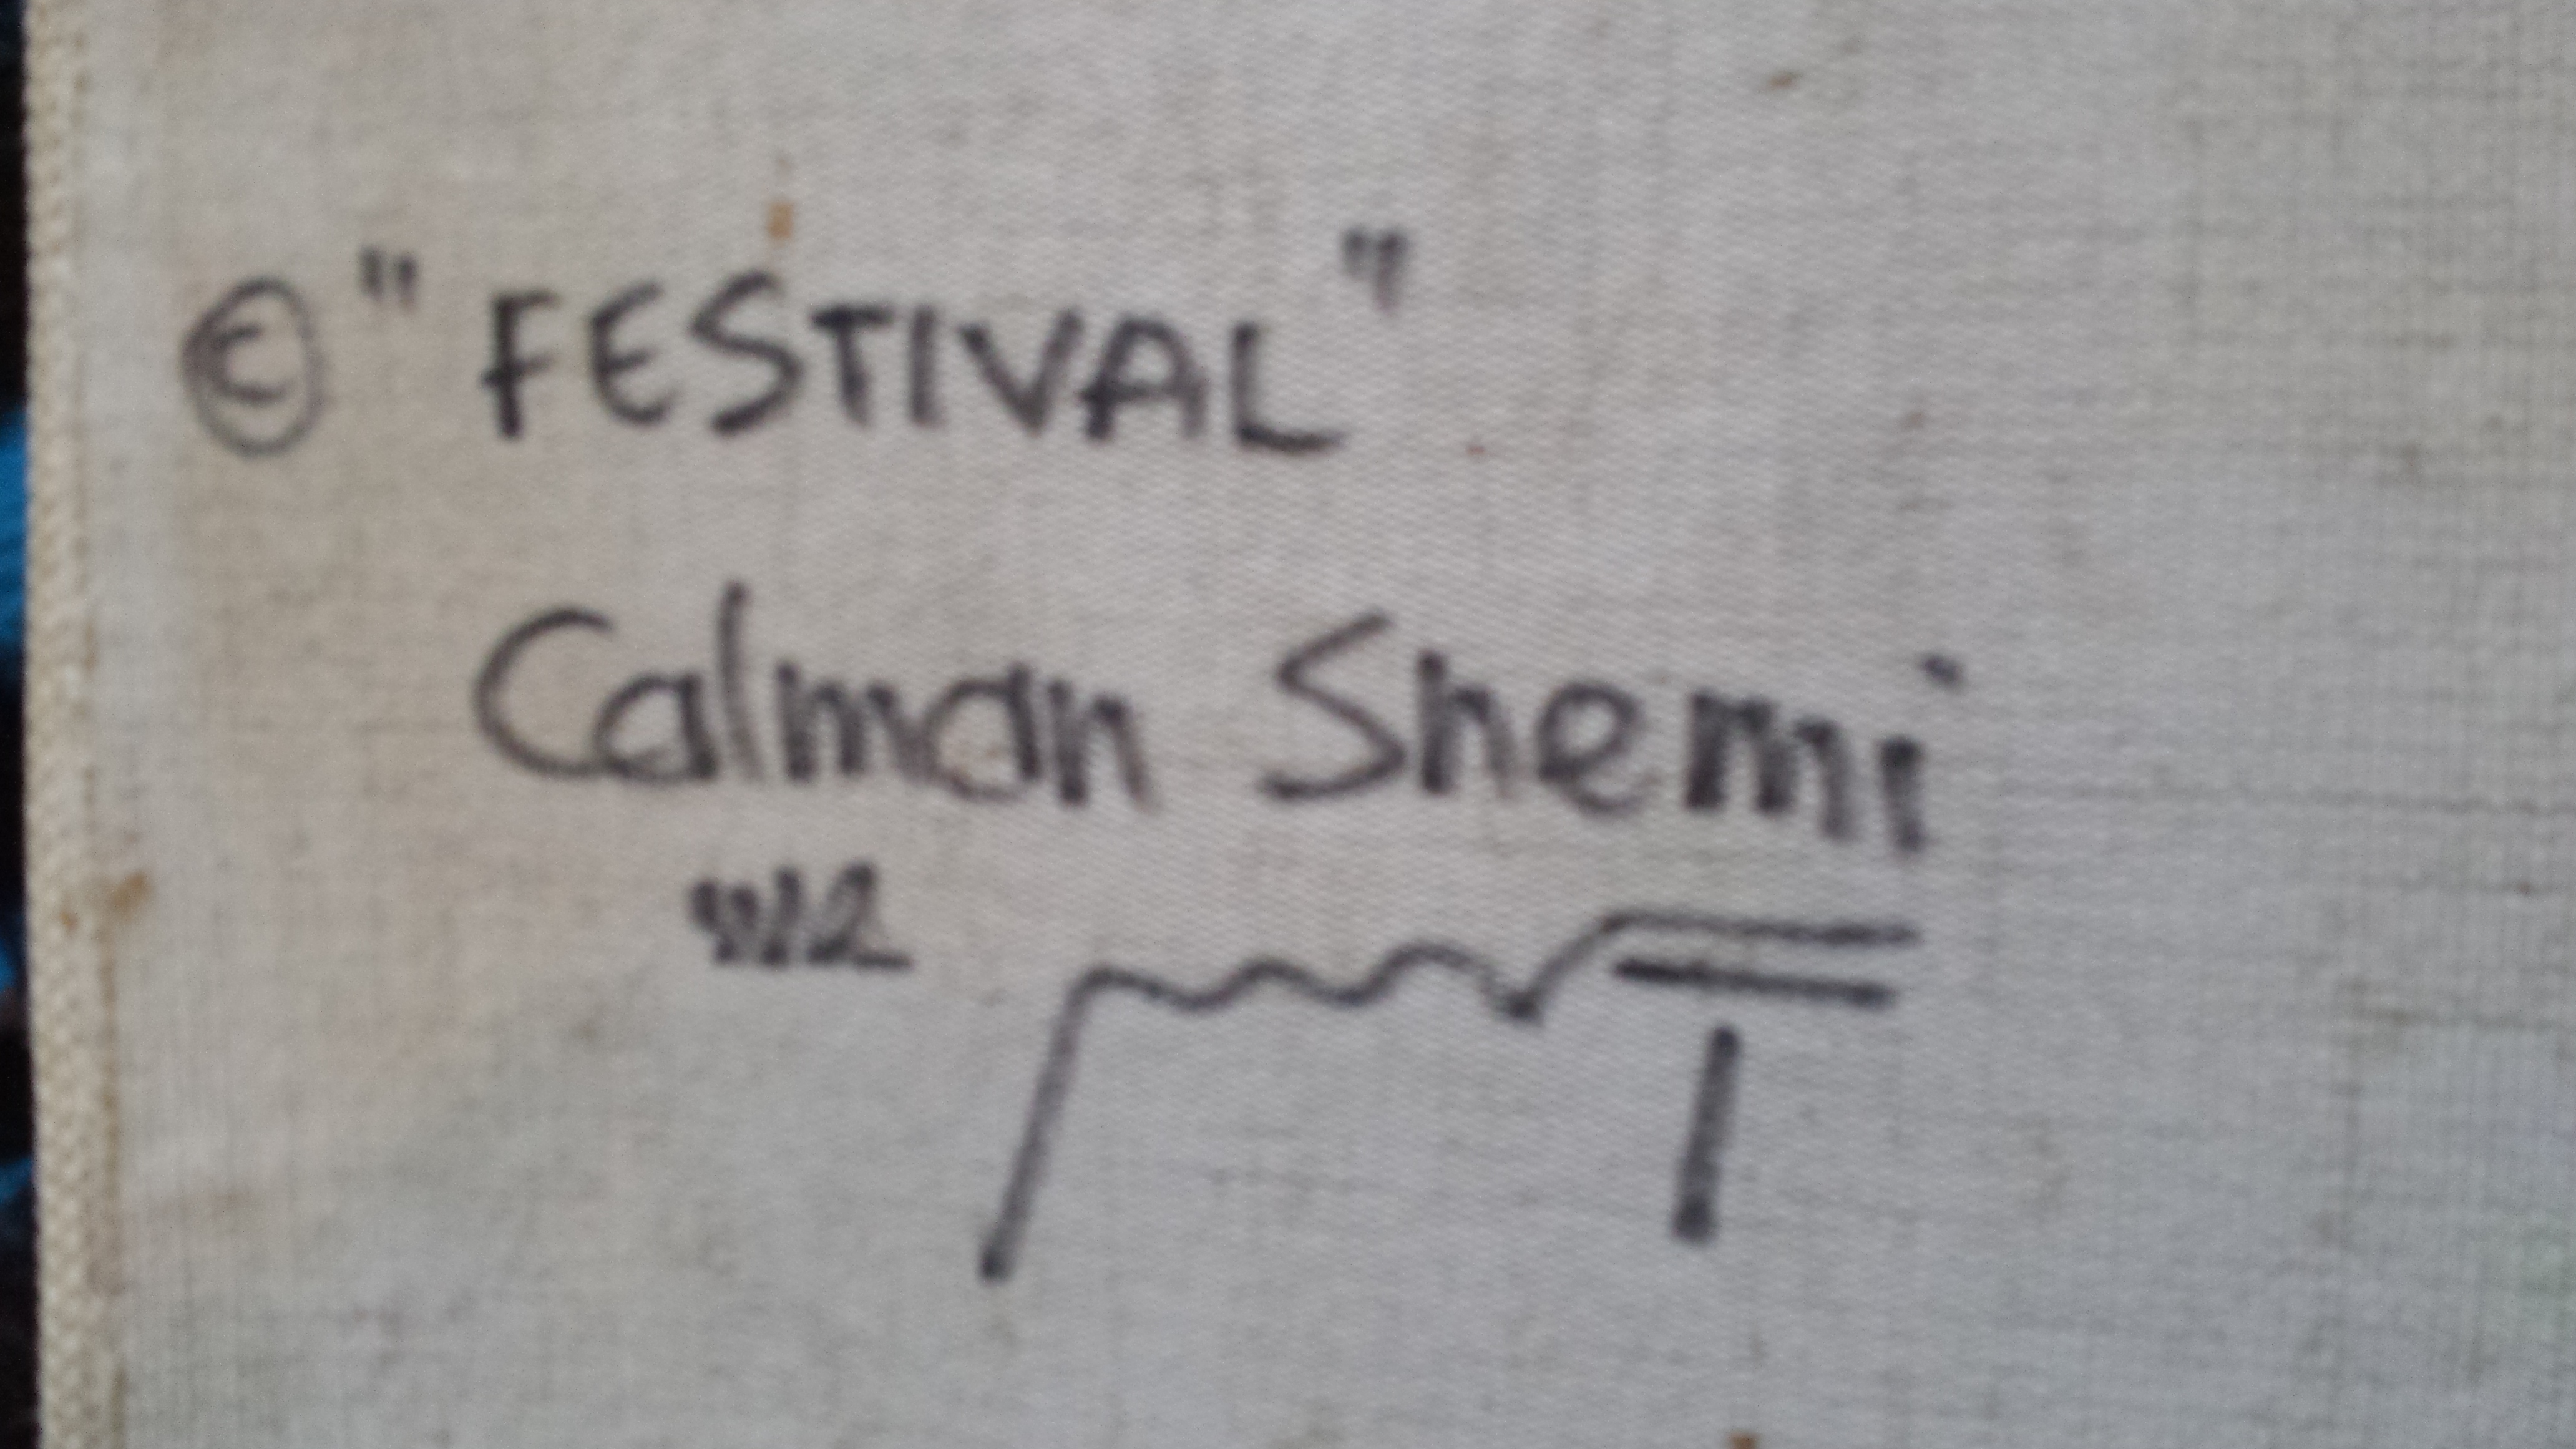 © "FESTIVAL"
Calman Shemi